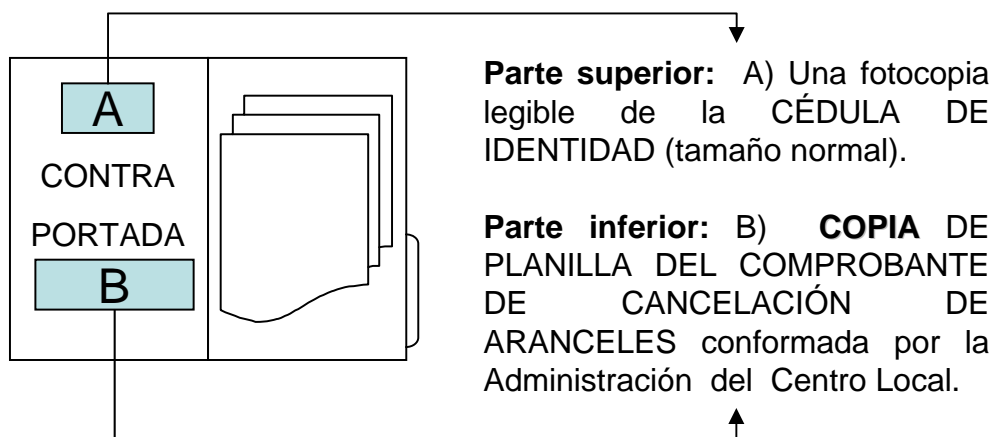 A
CONTRA
PORTADA
B
Parte superior: A) Una fotocopia
legible de la CÉDULA DE
IDENTIDAD (tamaño normal).
Parte inferior: B) COPIA DE
PLANILLA DEL COMPROBANTE
DE CANCELACIÓN DE
ARANCELES conformada por la
Administración del Centro Local.